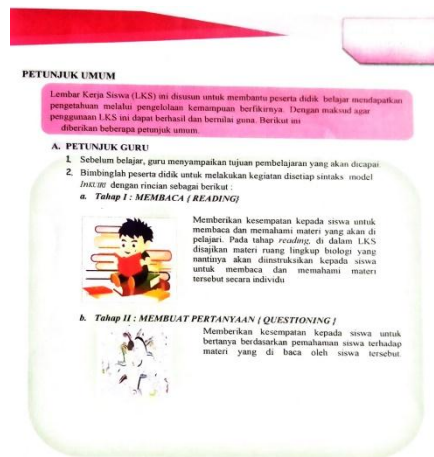 PETUNJUK UMUM
Lembar Kerja Siswa (LKS) ini disusun untuk membantu peserta didik belajar mendapatkan
pengetahuan melalui pengelolaan kemampuan berfikirnya. Dengan maksud agar
penggunaan LKS ini dapat berhasil dan bernilai guna. Berikut ini
diberikan beberapa petunjuk umum.
A. PETUNJUK GURU
1. Sebelum belajar, guru menyampaikan tujuan pembelajaran yang akan dicapai
2. Bimbinglah peserta didik untuk melakukan kegiatan disetiap sintaks model
dengan rincian sebagai berikut :
a. Tahap I : MEMBACA ( READING)
Memberikan kesempatan kepada siswa untuk
membaca dan memahami materi yang akan di
pelajari. Pada tahap reading, di dalam LKS
disajikan materi ruang lingkup biologi yang
nantinya akan diinstruksikan kepada siswa
untuk membaca dan memahami materi
tersebut secara individu
b. Tahap II : MEMBUAT PERTANYAAN ( QUESTIONING )
Memberikan kesempatan kepada siswa untuk
bertanya berdasarkan pemahaman siswa terhadap
materi yang di baca oleh siswa tersebut.